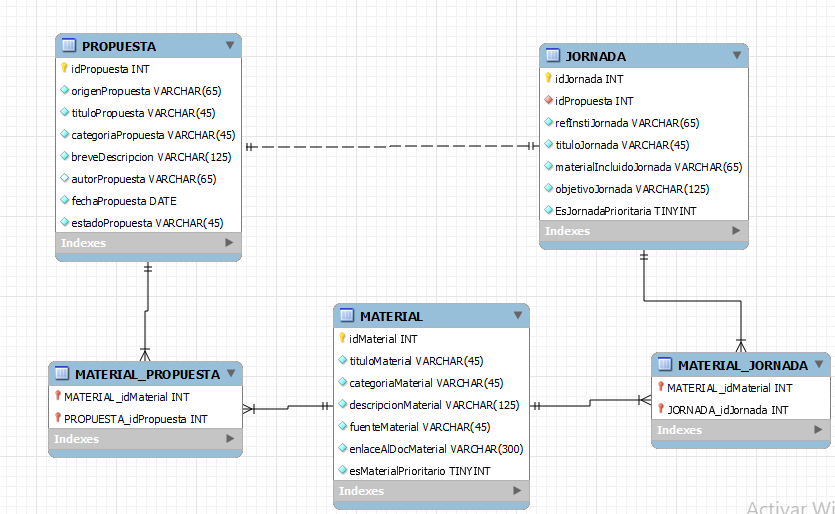 PROPUESTA
idPropuesta INT
origenPropuesta VARCHAR(65)
tituloPropuesta VARCHAR(45)
categoriaPropuesta VARCHAR(45)
breveDescripcion VARCHAR(125)
autorPropuesta VARCHAR(65)
fechaPropuesta DATE
estadoPropuesta VARCHAR(45)
Indexes
JORNADA
idJornada INT
idPropuesta INT
refInstiJornada VARCHAR(65)
tituloJornada VARCHAR(45)
materialIncluidoJornada VARCHAR(65)
objetivoJornada VARCHAR(125)
EsJornadaPrioritaria TINYINT
Indexes
MATERIAL
idMaterial INT
tituloMaterial VARCHAR(45)
categoriaMaterial VARCHAR(45)
descripcionMaterial VARCHAR(125)
fuenteMaterial VARCHAR(45)
enlaceAlDocMaterial VARCHAR(300)
esMaterialPrioritario TINYINT
Indexes
MATERIAL_PROPUESTA
MATERIAL_idMaterial INT
PROPUESTA_idPropuesta INT
Indexes
MATERIAL_JORNADA
MATERIAL_idMaterial INT
JORNADA_idJornada INT
Indexes
Activar Wi